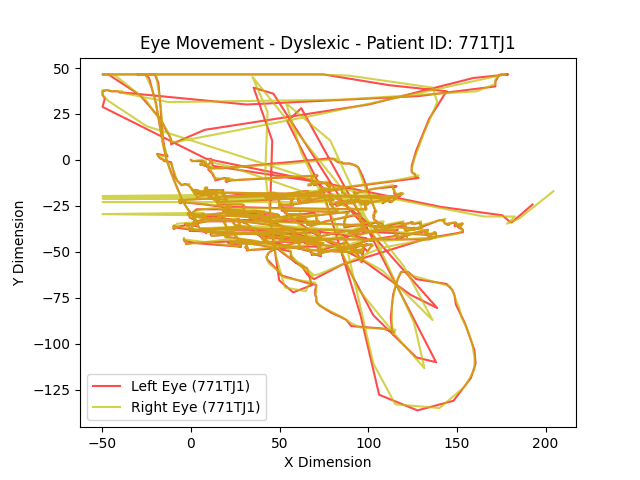 Eye Movement - Dyslexic - Patient ID: 771TJ1
Y Dimension
50
25
0
−25
−50
−75
−100
−125
Left Eye (771TJ1)
Right Eye (771TJ1)
−50 0 50 100 150 200
X Dimension